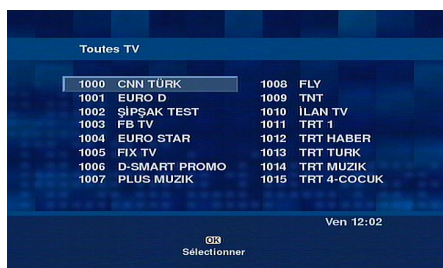 Toutes TV
1000 CNN TÜRK
1001 EURO D
1002 ŞİPŞAK TEST
1003 FB TV
1004 EURO STAR
1005 FIX TV
1006 D-SMART PROMO
1007 PLUS MUZIK
1008 FLY
1009 TNT
1010 İLAN TV
1011 TRT 1
1012 TRT HABER
1013 TRT TURK
1014 TRT MUZIK
1015 TRT 4-COCUK
Ven 12:02
OK
Sélectionner